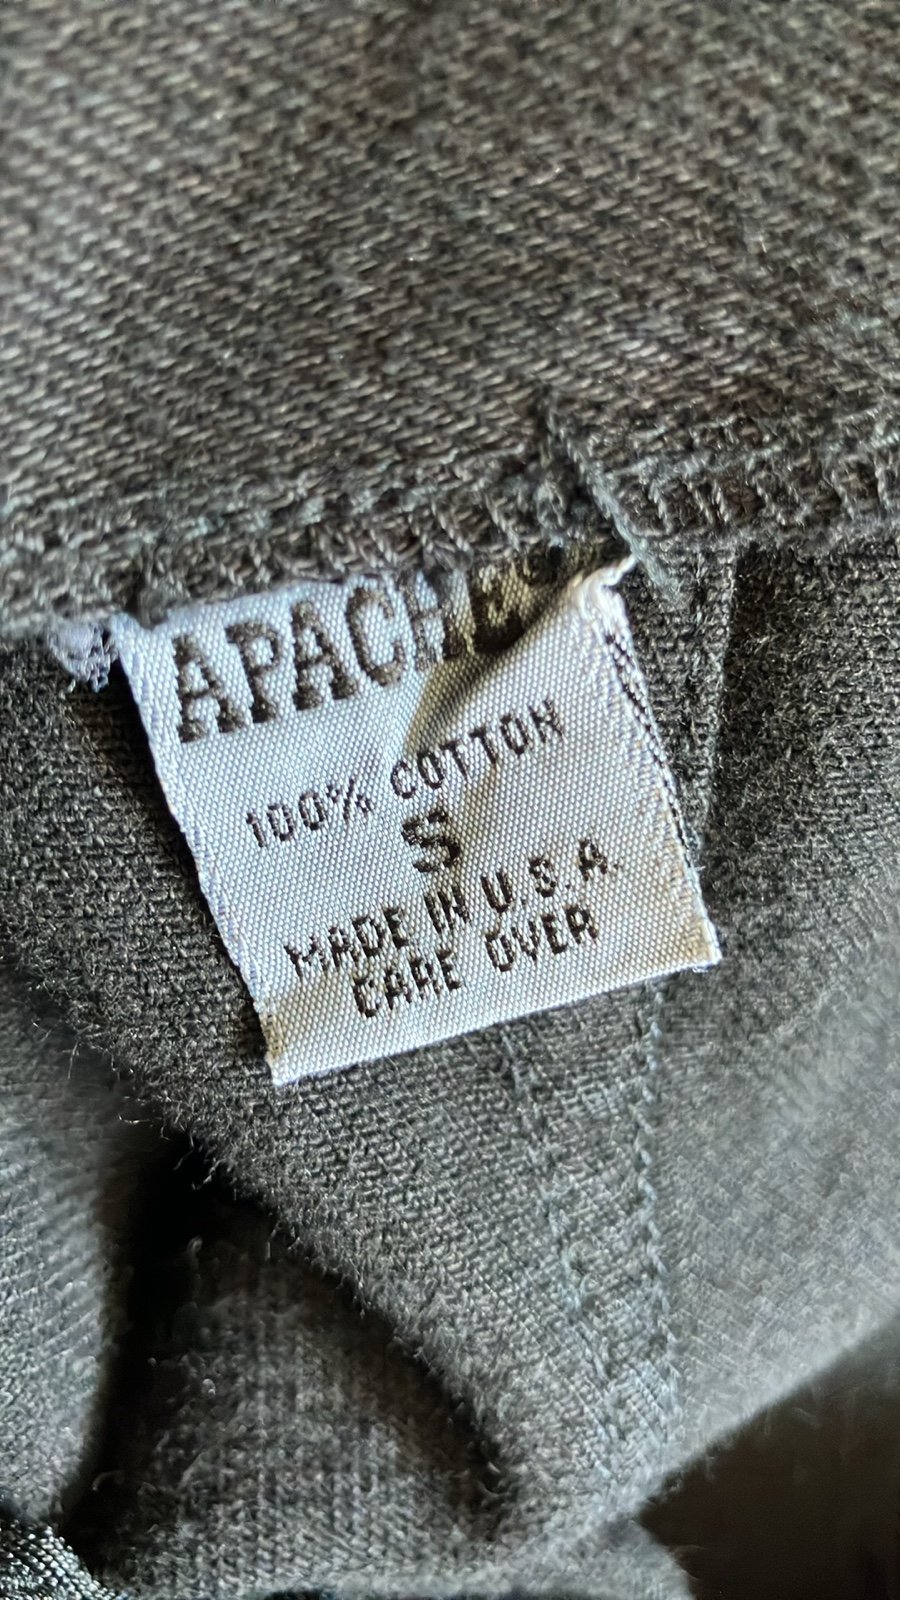 APACHE
100% COTTON
S
MADE IN U.S.A.
CARE OVER